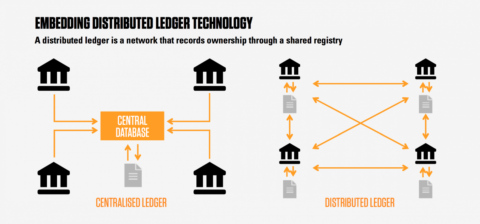 EMBEDDING DISTRIBUTED LEDGER TECHNOLOGY
A distributed ledger is a network that records ownership through a shared registry
CENTRAL
DATABASE
CENTRALISED LEDGER
DISTRIBUTED LEDGER